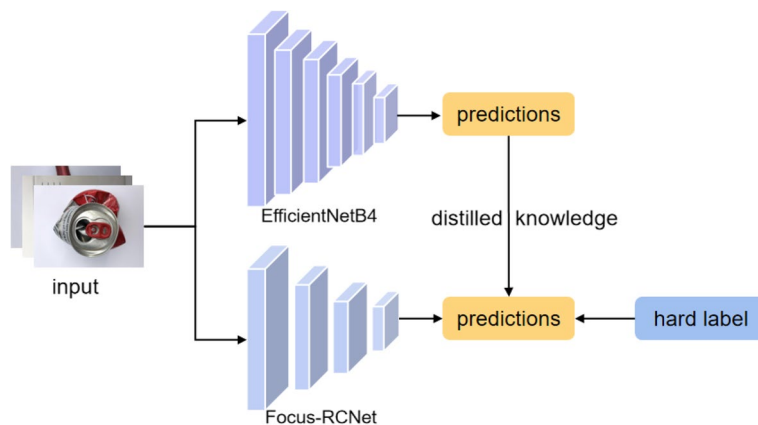 predictions
EfficientNetB4
distilled knowledge
input
predictions
hard label
Focus-RCNet